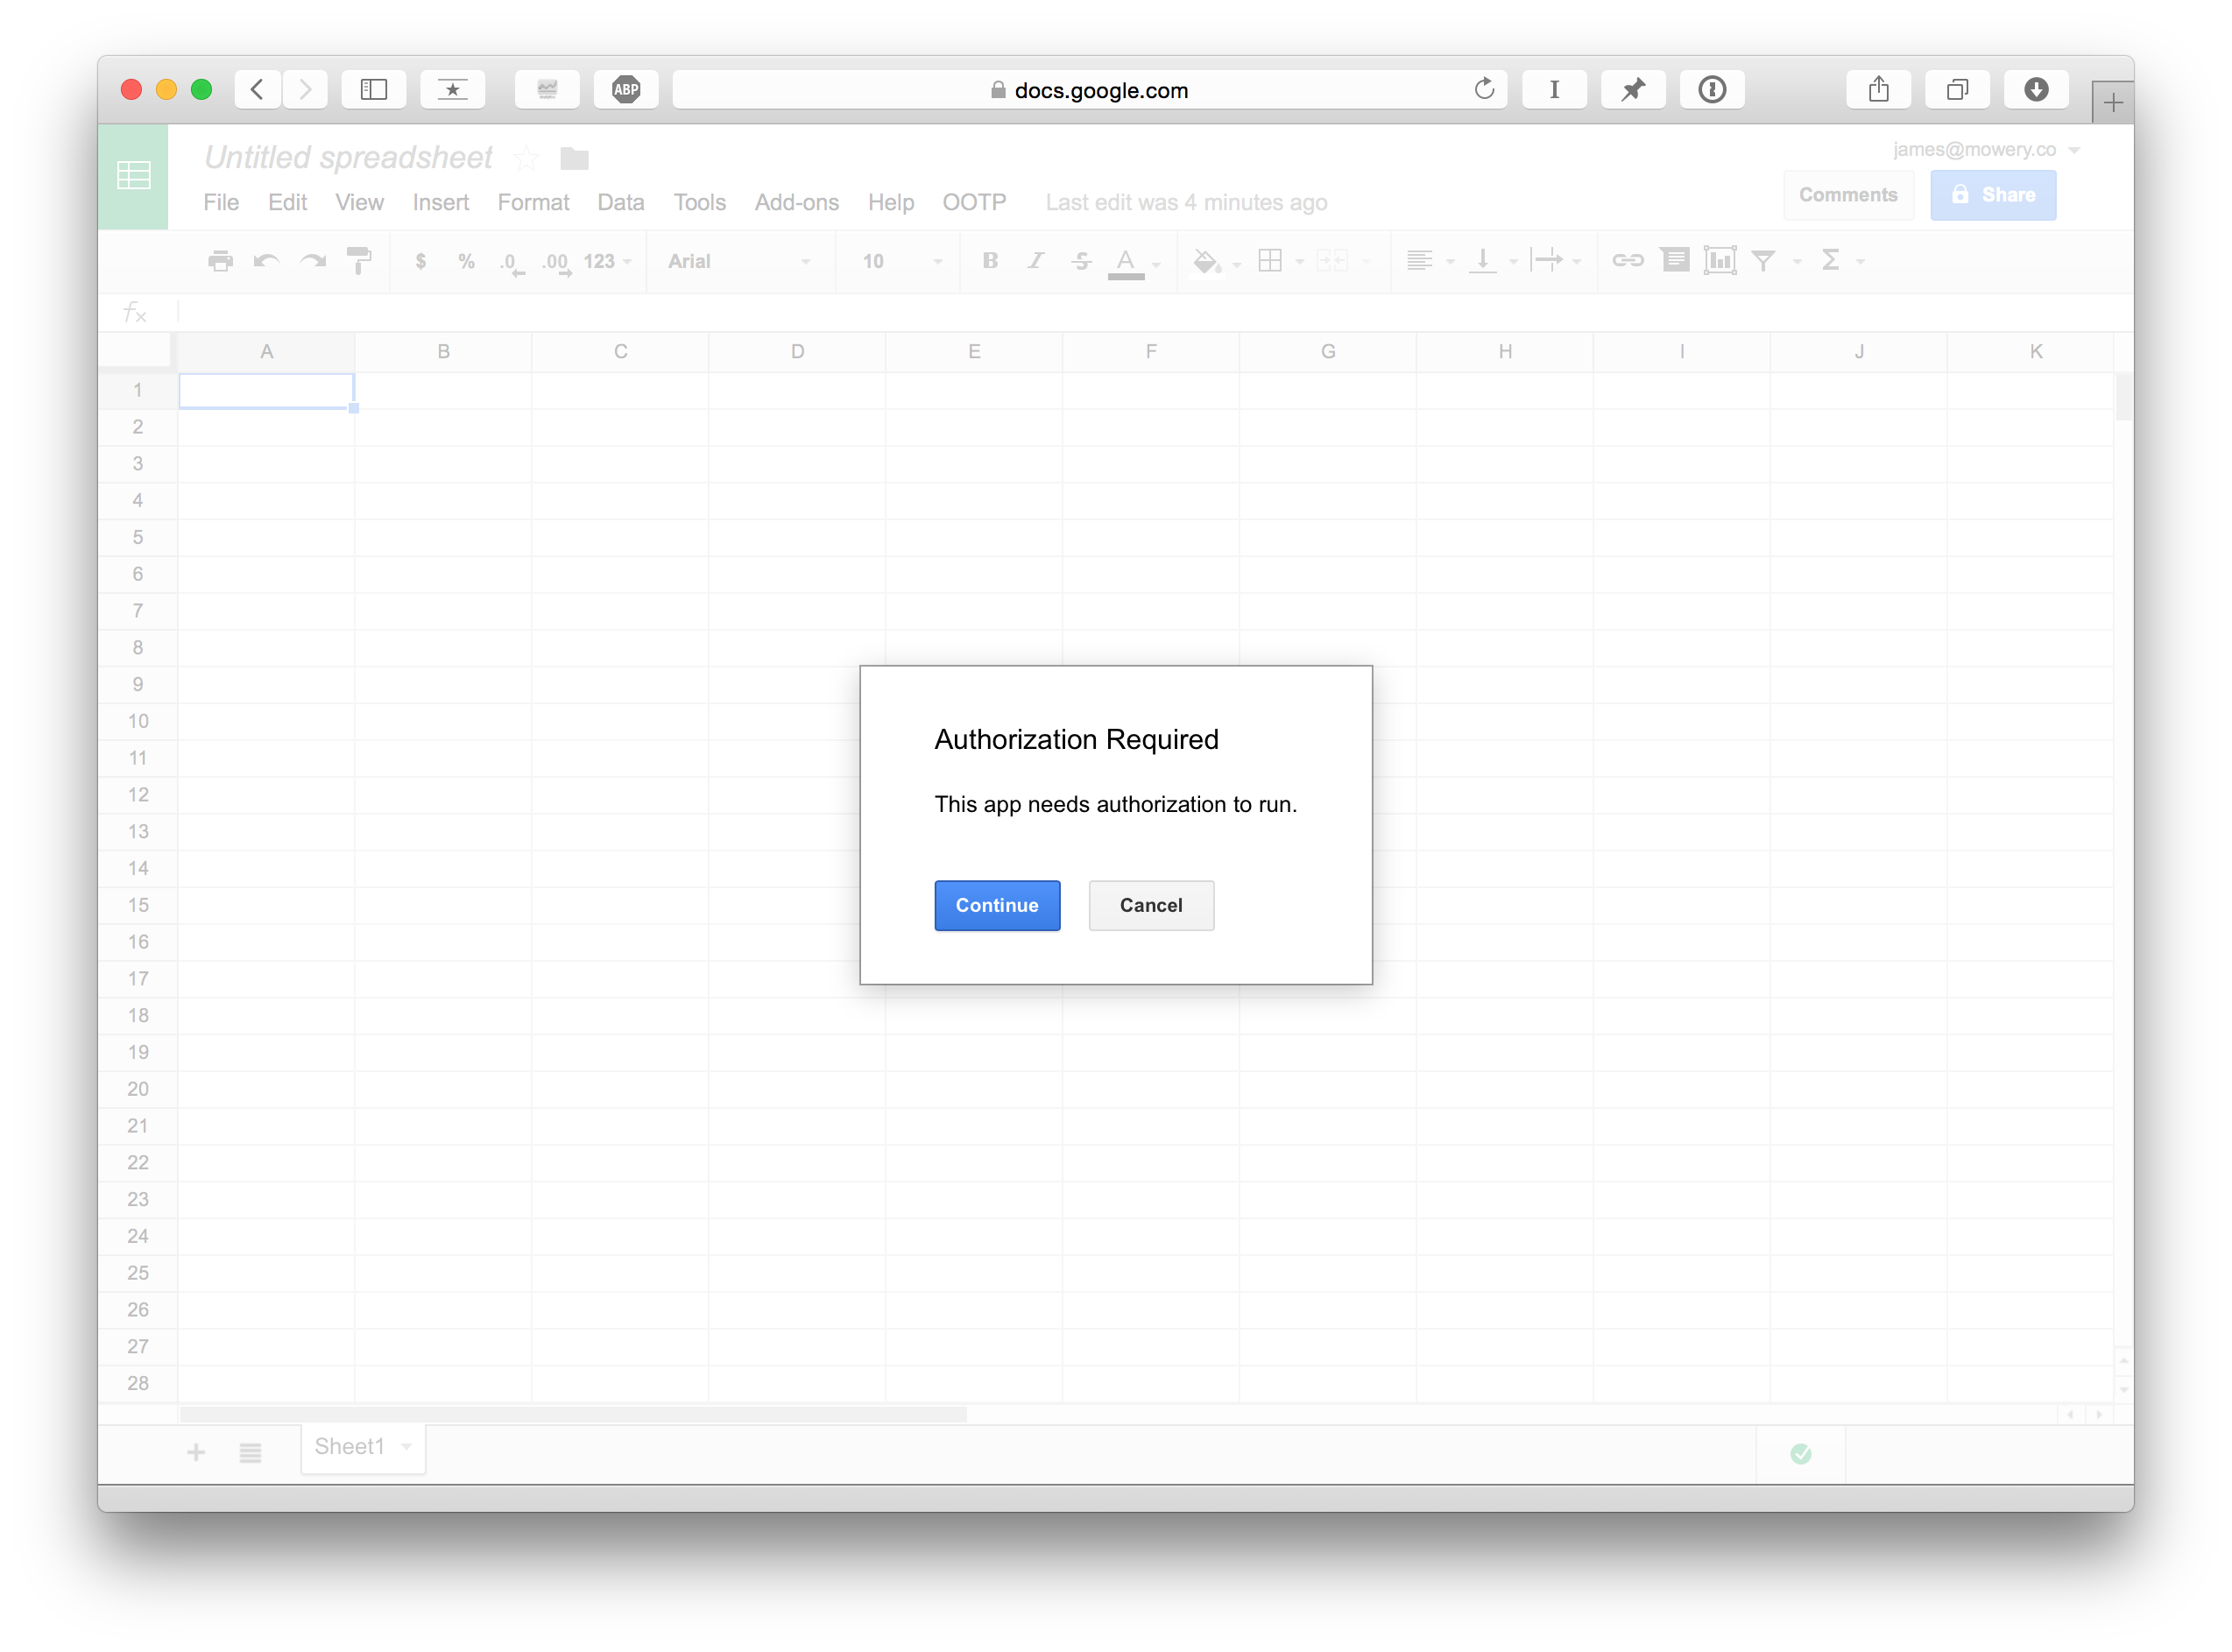 ABP
docs.google.com
Untitled spreadsheet
james@mowery.co
File Edit View Insert Format Data Tools Add-ons Help OOTP Last edit was 4 minutes ago
Comments Share
$ % .0 .00 123 Arial 10 B I S A Σ
fx
A B C D E F G H I J K
1
2
3
4
5
6
7
8
9
10
11
12
13
14
15
16
17
18
19
20
21
22
23
24
25
26
27
28
Authorization Required
This app needs authorization to run.
Continue Cancel
Sheet1